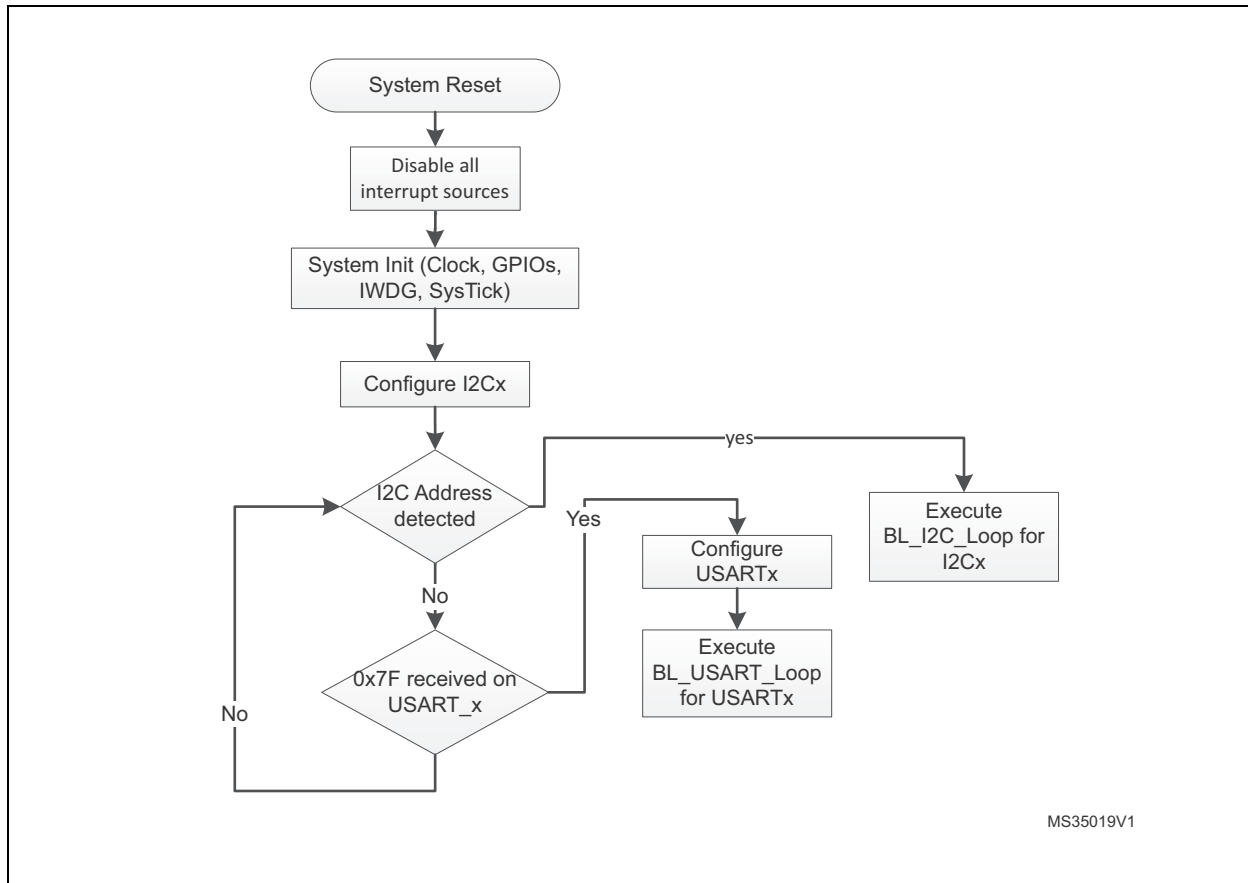 System Reset
Disable all
interrupt sources
System Init (Clock, GPIOs,
IWDG, SysTick)
Configure I2Cx
I2C Address
detected
yes
Execute
BL_I2C_Loop for
I2Cx
Yes
Configure
USARTx
No
Execute
BL_USART_Loop
for USARTx
0x7F received on
USART_x
No
MS35019V1